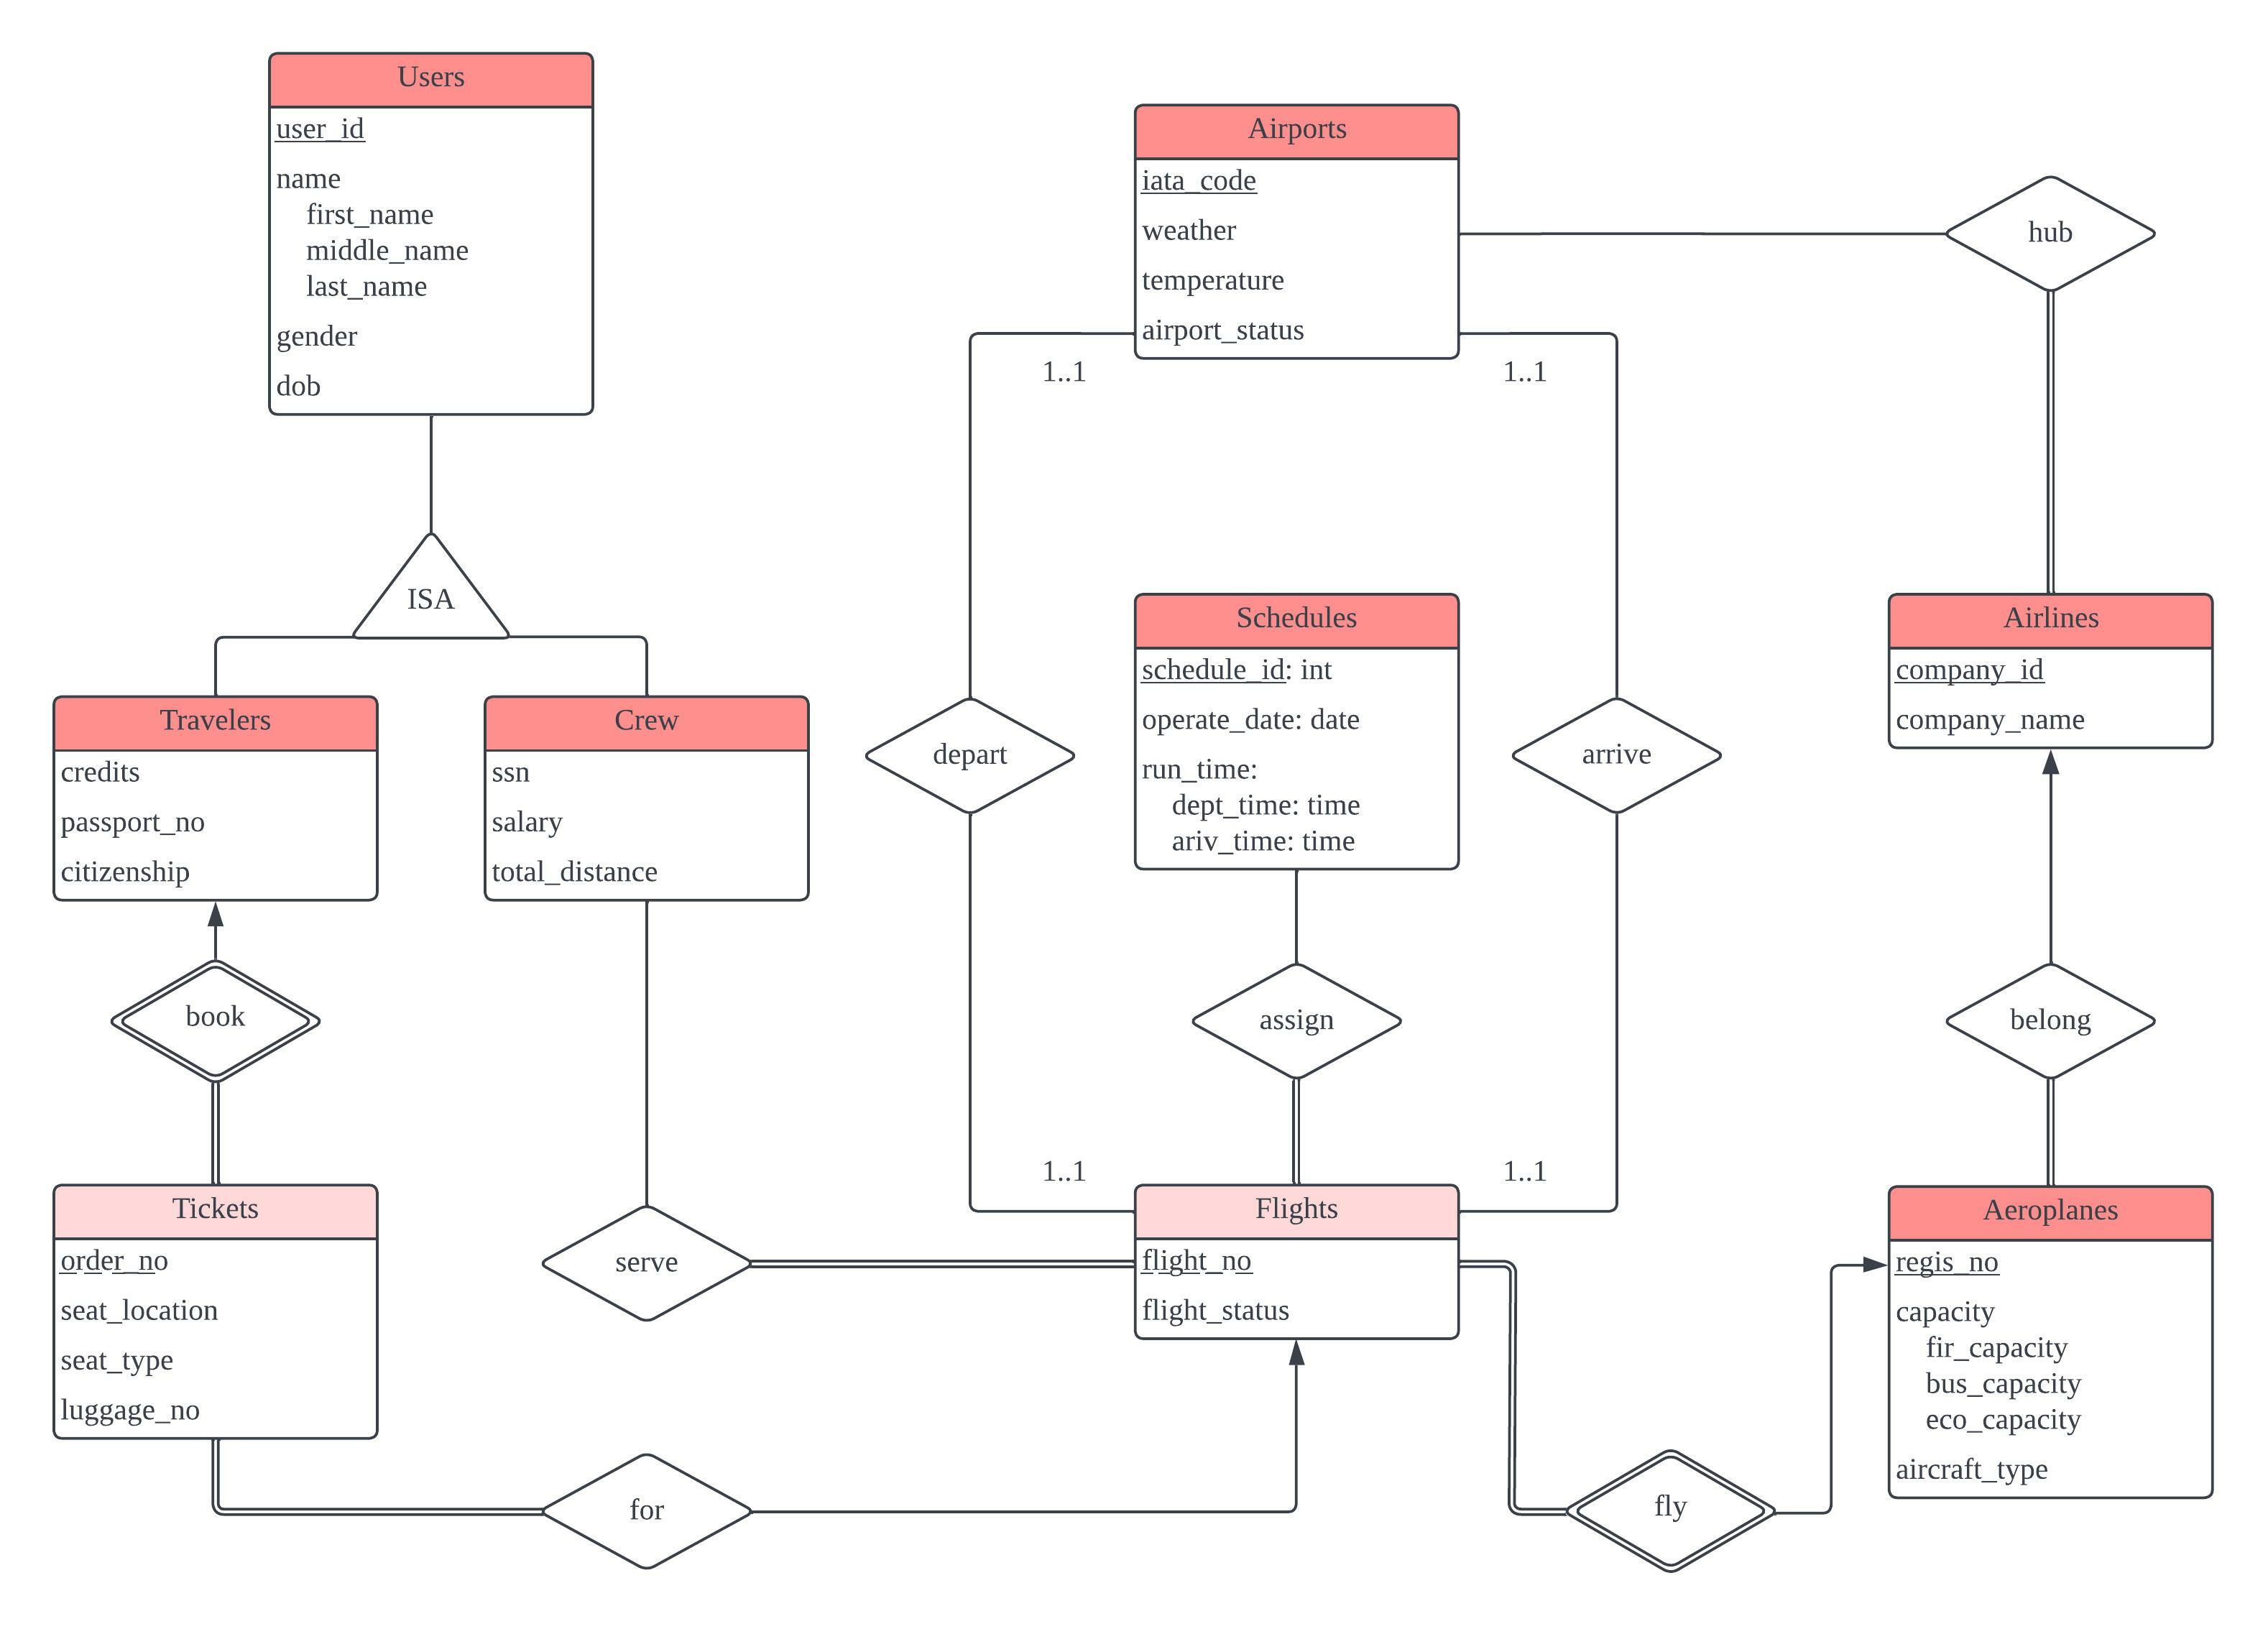 Users
user_id
name
first_name
middle_name
last_name
gender
dob
ISA
Travelers
credits
passport_no
citizenship
Crew
ssn
salary
total_distance
book
Tickets
order_no
seat_location
seat_type
luggage_no
serve
for
Airports
iata_code
weather
temperature
airport_status
1..1
1..1
depart
Schedules
schedule_id: int
operate_date: date
run_time:
dept_time: time
ariv_time: time
arrive
assign
1..1
1..1
Flights
flight_no
flight_status
hub
Airlines
company_id
company_name
belong
Aeroplanes
regis_no
capacity
fir_capacity
bus_capacity
eco_capacity
aircraft_type
fly